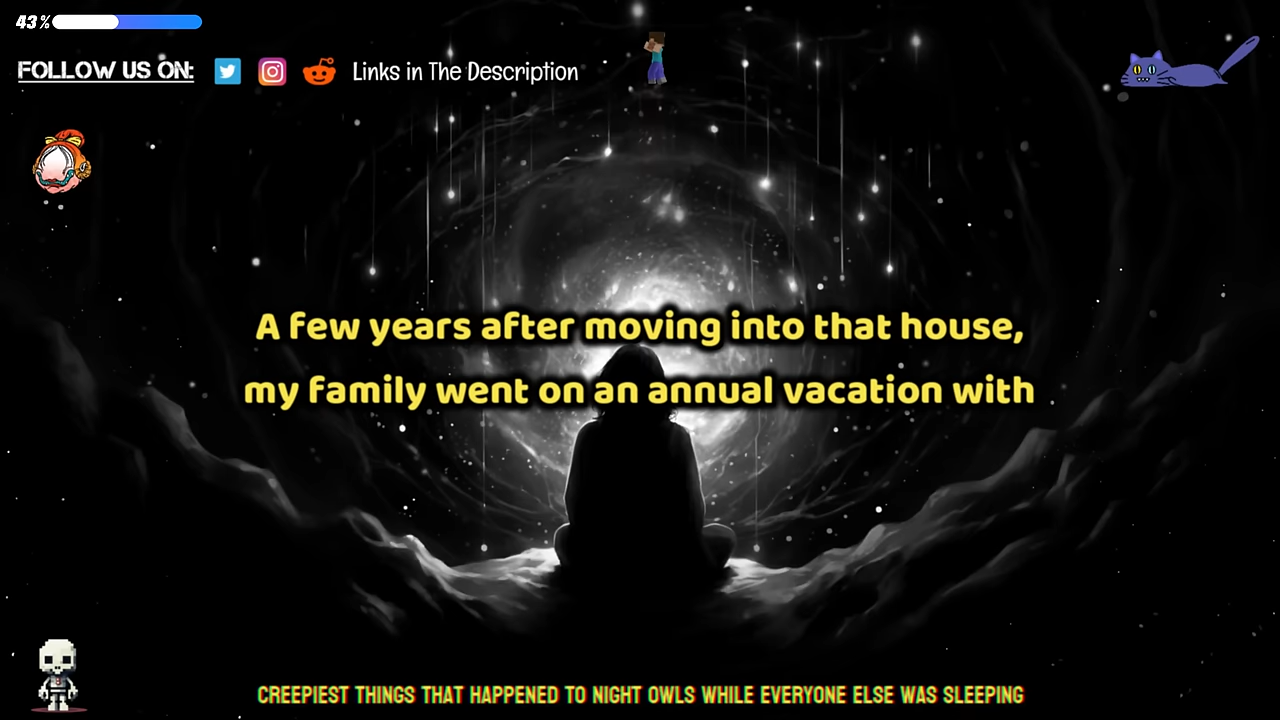 43%
FOLLOW US ON: Links in The Description
A few years after moving into that house,
my family went on an annual vacation with
CREEPIEST THINGS THAT HAPPENED TO NIGHT OWLS WHILE EVERYONE ELSE WAS SLEEPING